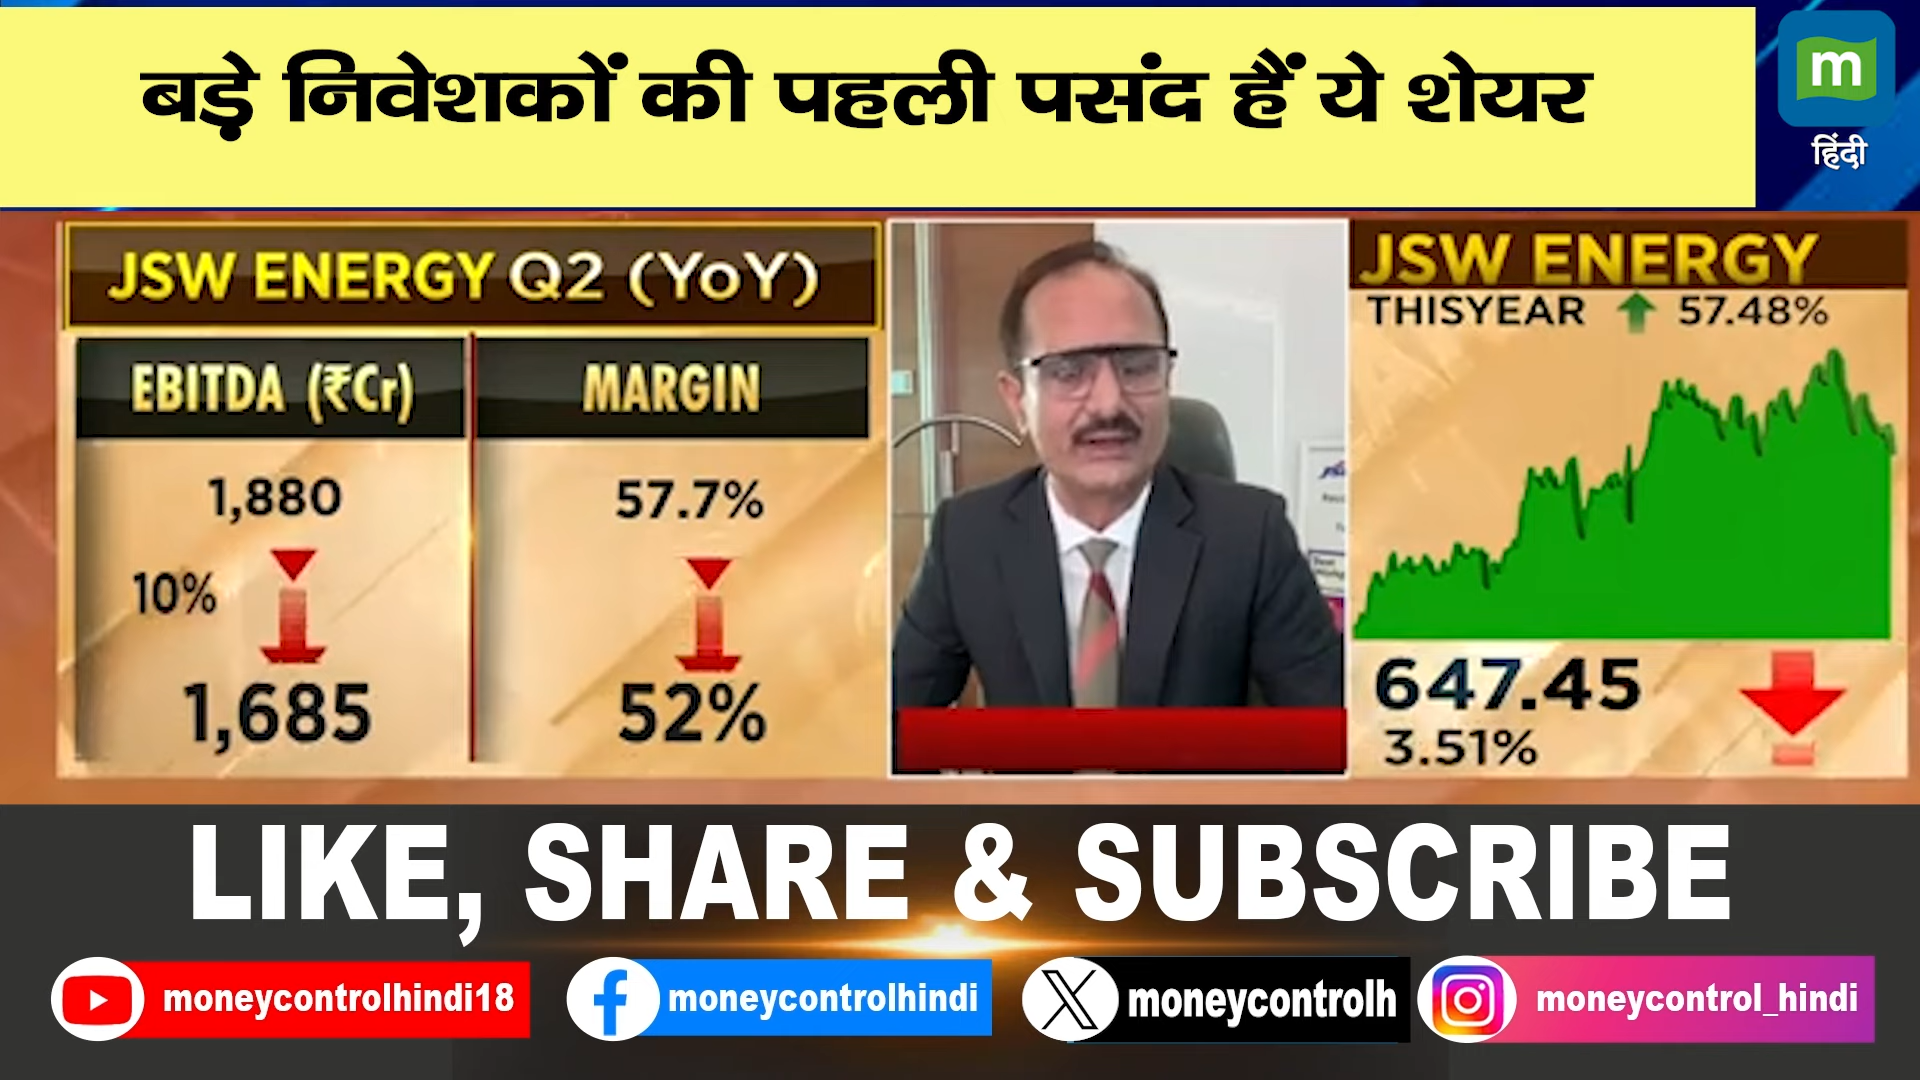 बड़े निवेशकों की पहली पसंद हैं ये शेयर
m
हिंदी
JSW ENERGY Q2 (YoY)
EBITDA (₹Cr)
MARGIN
1,880
57.7%
10%
1,685
52%
JSW ENERGY
THISYEAR 57.48%
647.45
3.51%
LIKE, SHARE & SUBSCRIBE
moneycontrolhindi18
moneycontrolhindi
moneycontrolh
moneycontrol_hindi